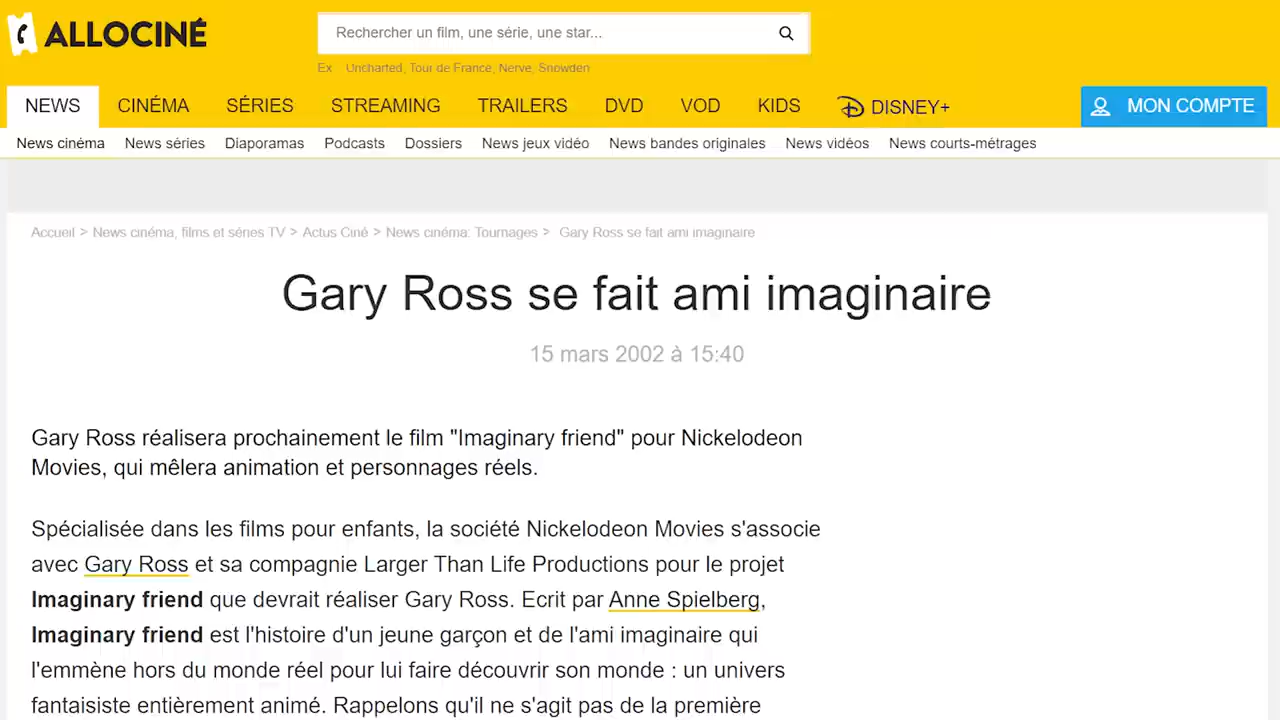 ALLOCINÉ
Rechercher un film, une série, une star...
Ex Uncharted, Tour de France, Nerve, Snowden
NEWS CINÉMA SÉRIES STREAMING TRAILERS DVD VOD KIDS DISNEY+ MON COMPTE
News cinéma News séries Diaporamas Podcasts Dossiers News jeux vidéo News bandes originales News vidéos News courts-métrages
Accueil > News cinéma, films et séries TV > Actus Ciné > News cinéma: Tournages > Gary Ross se fait ami imaginaire
Gary Ross se fait ami imaginaire
15 mars 2002 à 15:40
Gary Ross réalisera prochainement le film "Imaginary friend" pour Nickelodeon
Movies, qui mêlera animation et personnages réels.
Spécialisée dans les films pour enfants, la société Nickelodeon Movies s'associe
avec Gary Ross et sa compagnie Larger Than Life Productions pour le projet
Imaginary friend que devrait réaliser Gary Ross. Ecrit par Anne Spielberg,
Imaginary friend est l'histoire d'un jeune garçon et de l'ami imaginaire qui
l'emmène hors du monde réel pour lui faire découvrir son monde : un univers
fantaisiste entièrement animé. Rappelons qu'il ne s'agit pas de la première